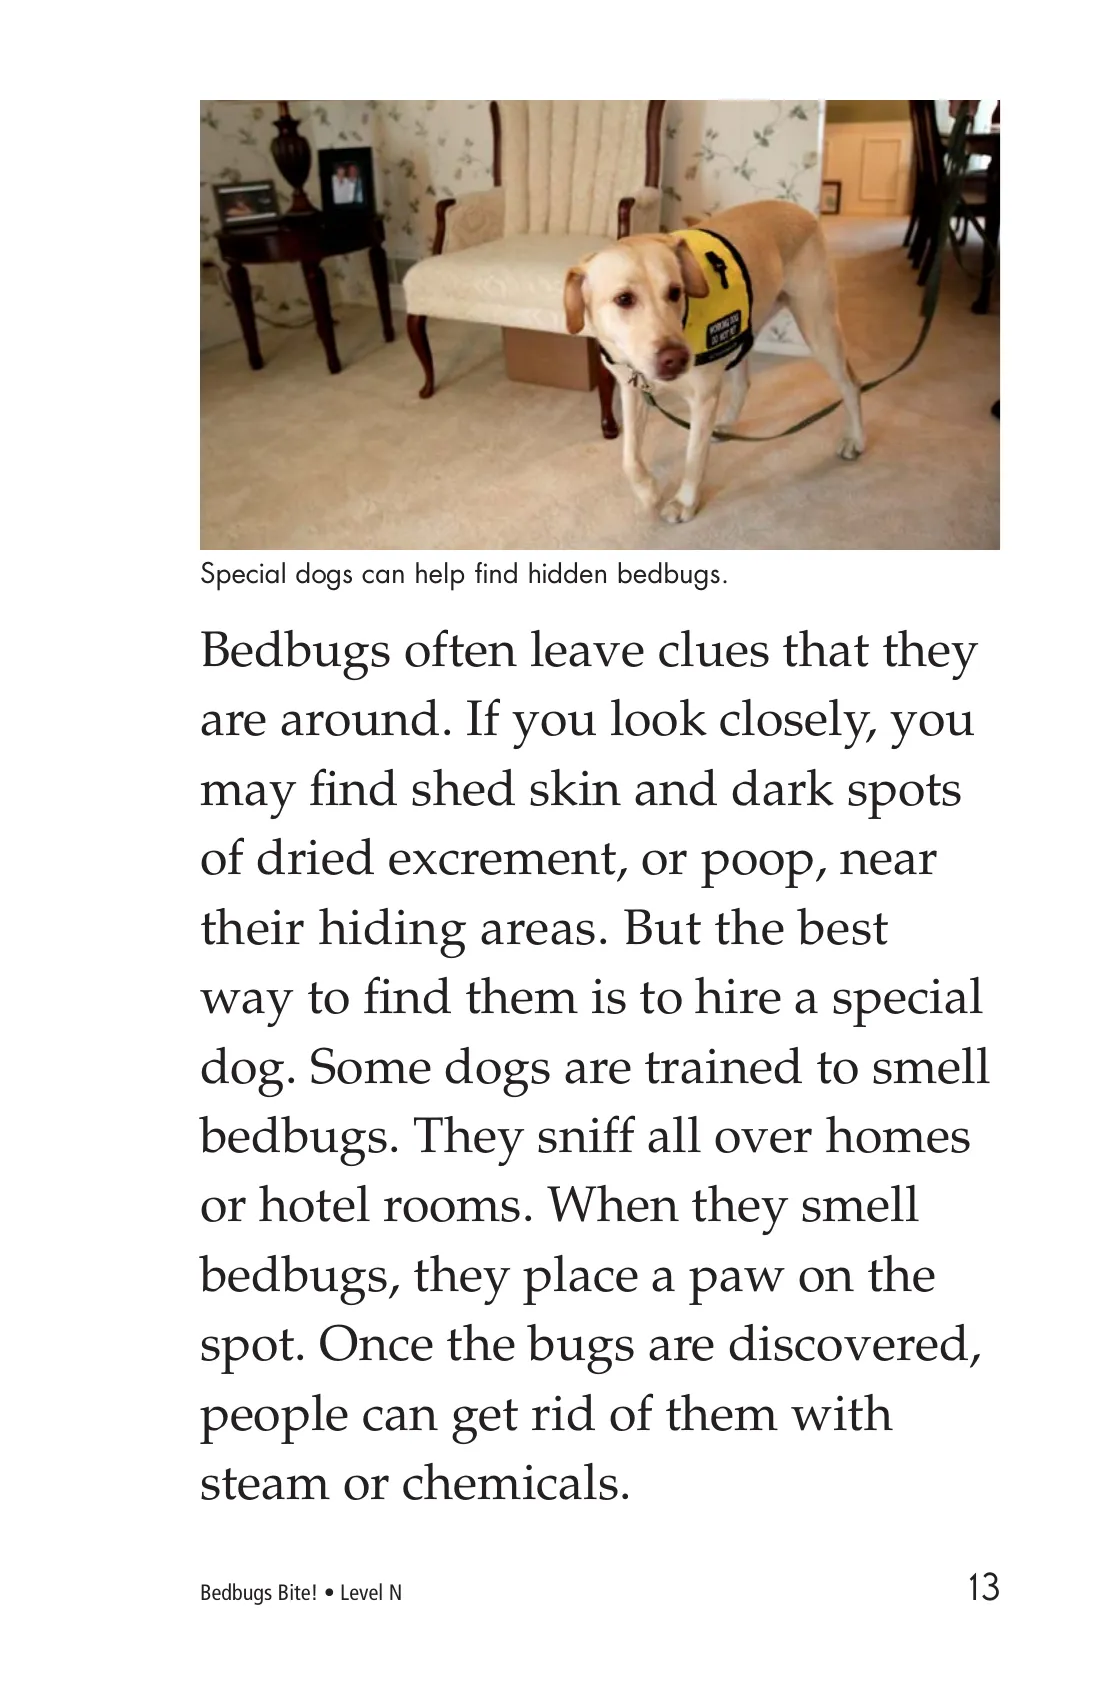 WORKING DOG
DO NOT PET
Special dogs can help find hidden bedbugs.
Bedbugs often leave clues that they
are around. If you look closely, you
may find shed skin and dark spots
of dried excrement, or poop, near
their hiding areas. But the best
way to find them is to hire a special
dog. Some dogs are trained to smell
bedbugs. They sniff all over homes
or hotel rooms. When they smell
bedbugs, they place a paw on the
spot. Once the bugs are discovered,
people can get rid of them with
steam or chemicals.
Bedbugs Bite! • Level N
13